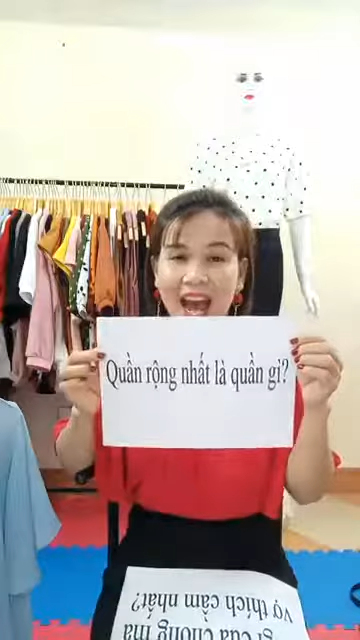 Quần rộng nhất là quần gì?
của chồng mà
vợ thích cầm nhất?